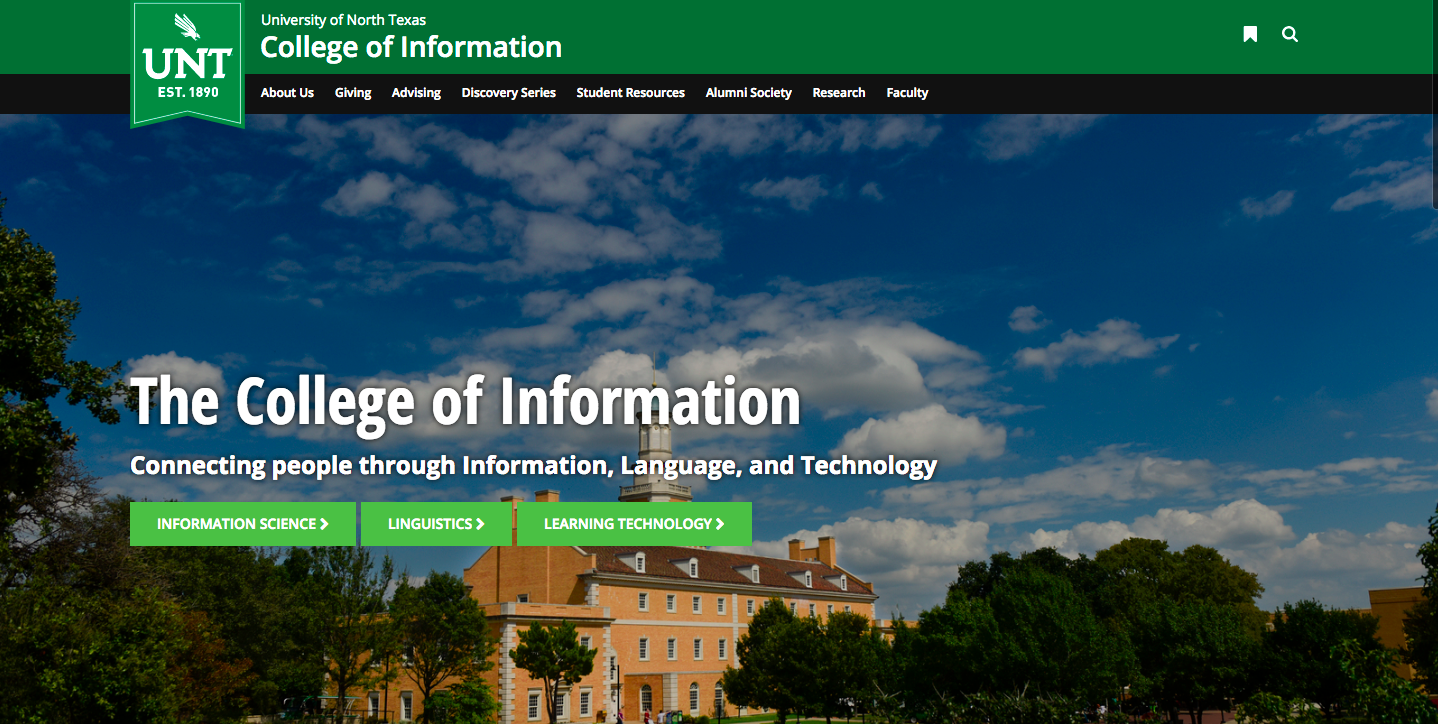 UNT
EST. 1890
University of North Texas
College of Information
About Us Giving Advising Discovery Series Student Resources Alumni Society Research Faculty
The College of Information
Connecting people through Information, Language, and Technology
INFORMATION SCIENCE LINGUISTICS LEARNING TECHNOLOGY